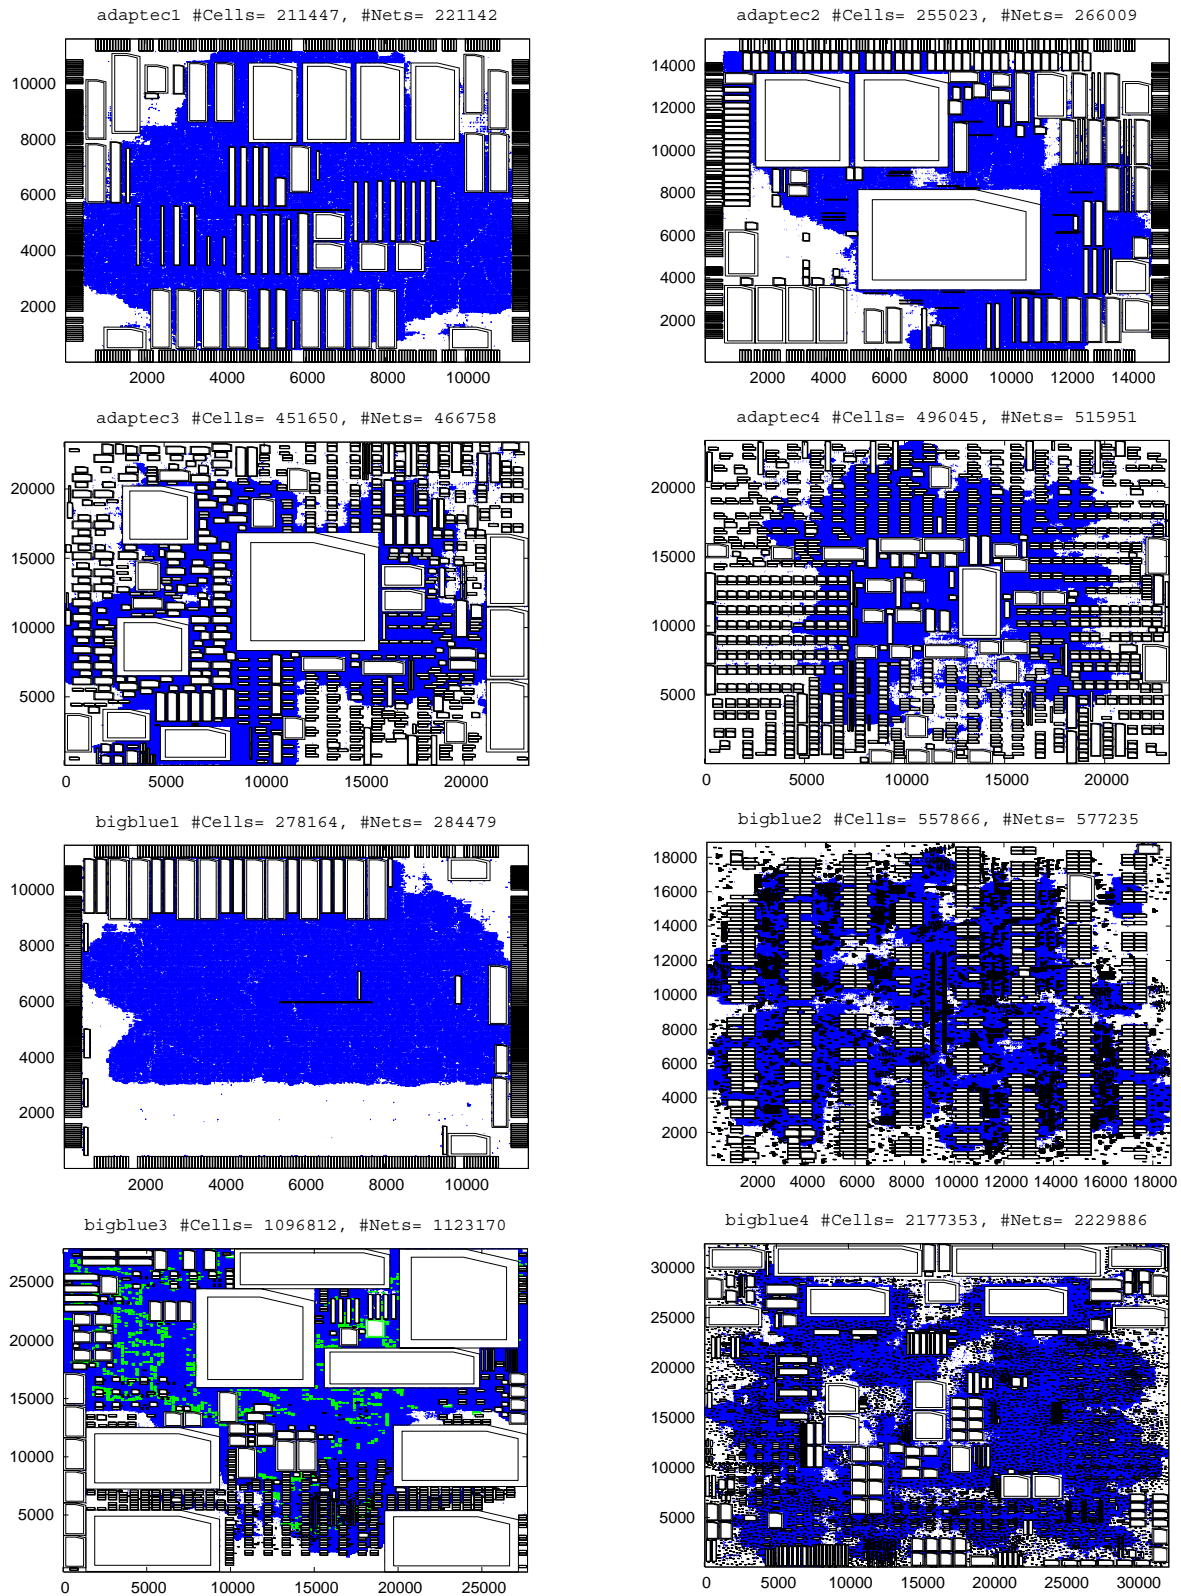 adaptec1 #Cells= 211447, #Nets= 221142
10000
8000
6000
4000
2000
2000 4000 6000 8000 10000
adaptec2 #Cells= 255023, #Nets= 266009
14000
12000
10000
8000
6000
4000
2000
2000 4000 6000 8000 10000 12000 14000
adaptec3 #Cells= 451650, #Nets= 466758
20000
15000
10000
5000
0 5000 10000 15000 20000
adaptec4 #Cells= 496045, #Nets= 515951
20000
15000
10000
5000
0 5000 10000 15000 20000
bigblue1 #Cells= 278164, #Nets= 284479
10000
8000
6000
4000
2000
2000 4000 6000 8000 10000
bigblue2 #Cells= 557866, #Nets= 577235
18000
16000
14000
12000
10000
8000
6000
4000
2000
2000 4000 6000 8000 10000 12000 14000 16000 18000
bigblue3 #Cells= 1096812, #Nets= 1123170
25000
20000
15000
10000
5000
0 5000 10000 15000 20000 25000
bigblue4 #Cells= 2177353, #Nets= 2229886
30000
25000
20000
15000
10000
5000
0 5000 10000 15000 20000 25000 30000